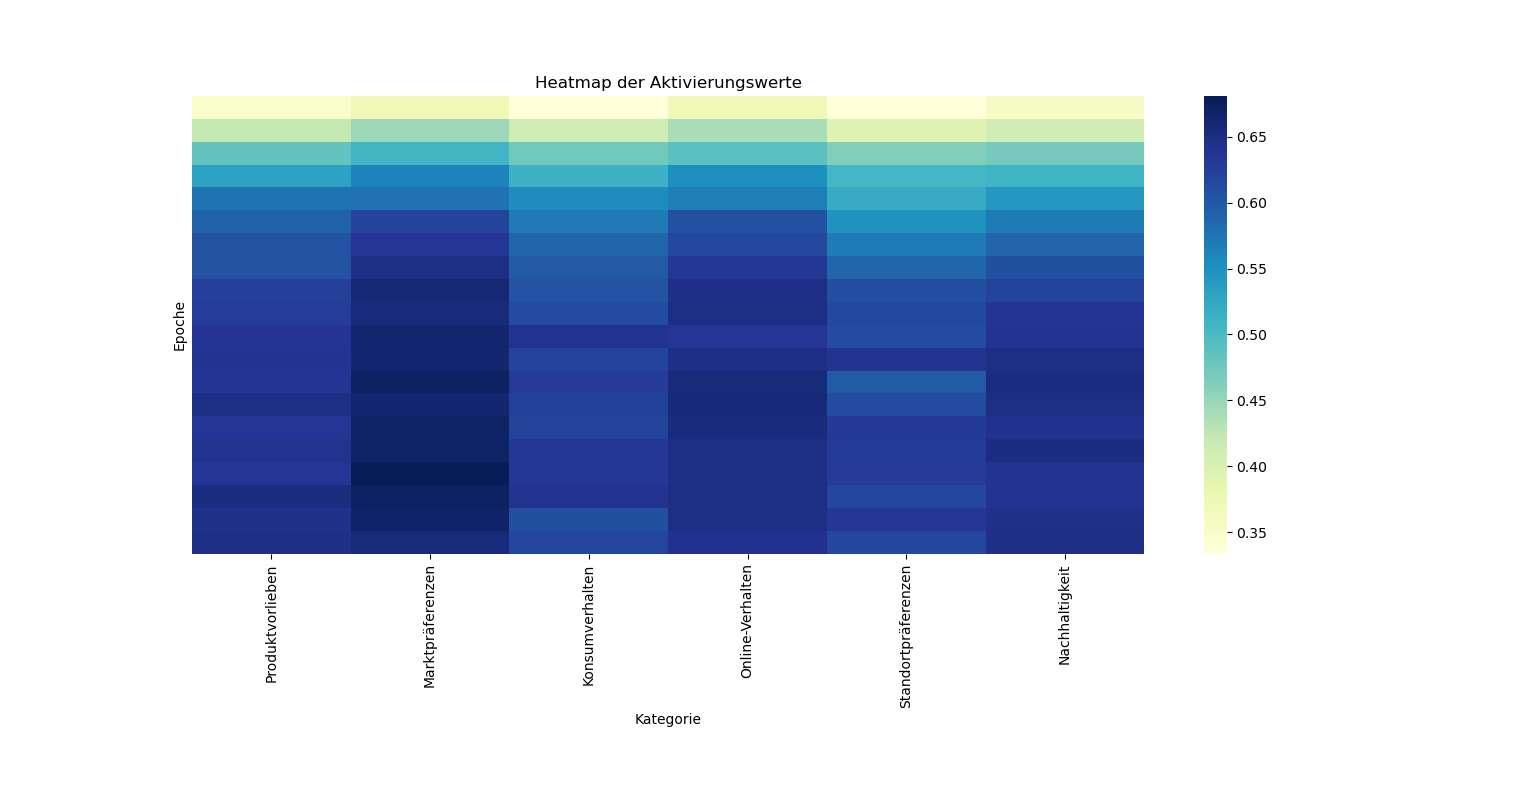 Heatmap der Aktivierungswerte
Epoche
0.65
0.60
0.55
0.50
0.45
0.40
0.35
Produktvorlieben
Marktpräferenzen
Konsumverhalten
Online-Verhalten
Standortpräferenzen
Nachhaltigkeit
Kategorie